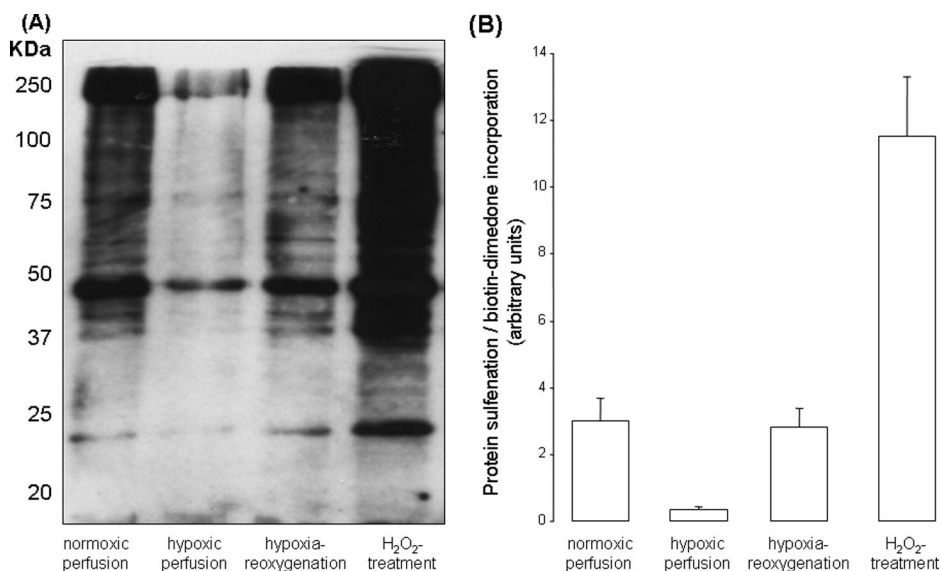 (A)
KDa
250
100
75
50
37
25
20
normoxic perfusion
hypoxic perfusion
hypoxia-reoxygenation
H₂O₂-treatment
(B)
Protein sulfenation / biotin-dimedone incorporation
(arbitrary units)
14
12
10
8
6
4
2
0
normoxic perfusion
hypoxic perfusion
hypoxia-reoxygenation
H₂O₂-treatment